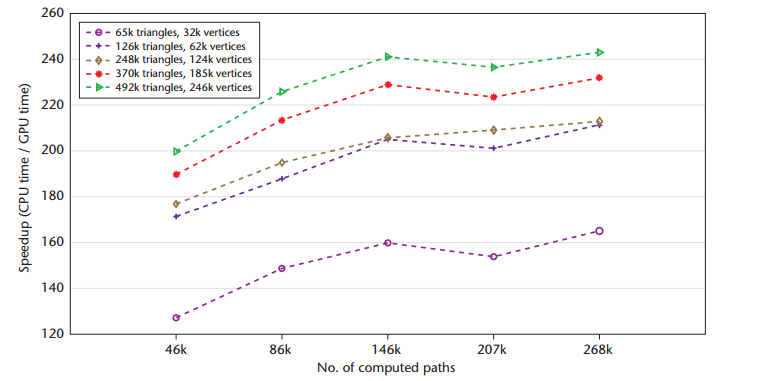 260
240
220
200
180
160
140
120
Speedup (CPU time / GPU time)
65k triangles, 32k vertices
126k triangles, 62k vertices
248k triangles, 124k vertices
370k triangles, 185k vertices
492k triangles, 246k vertices
46k 86k 146k 207k 268k
No. of computed paths